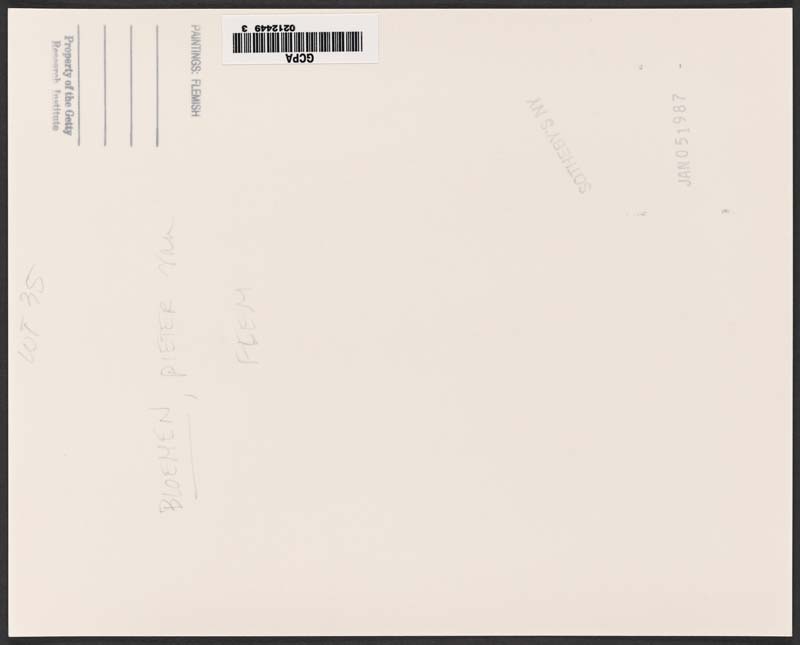 GCPA
0212449 3
PAINTINGS: FLEMISH
Property of the Getty
Research Institute
SOTHEBY'S NY
JAN 05 1987
LOT 35
BLOEMEN, PIETER van
FLEM